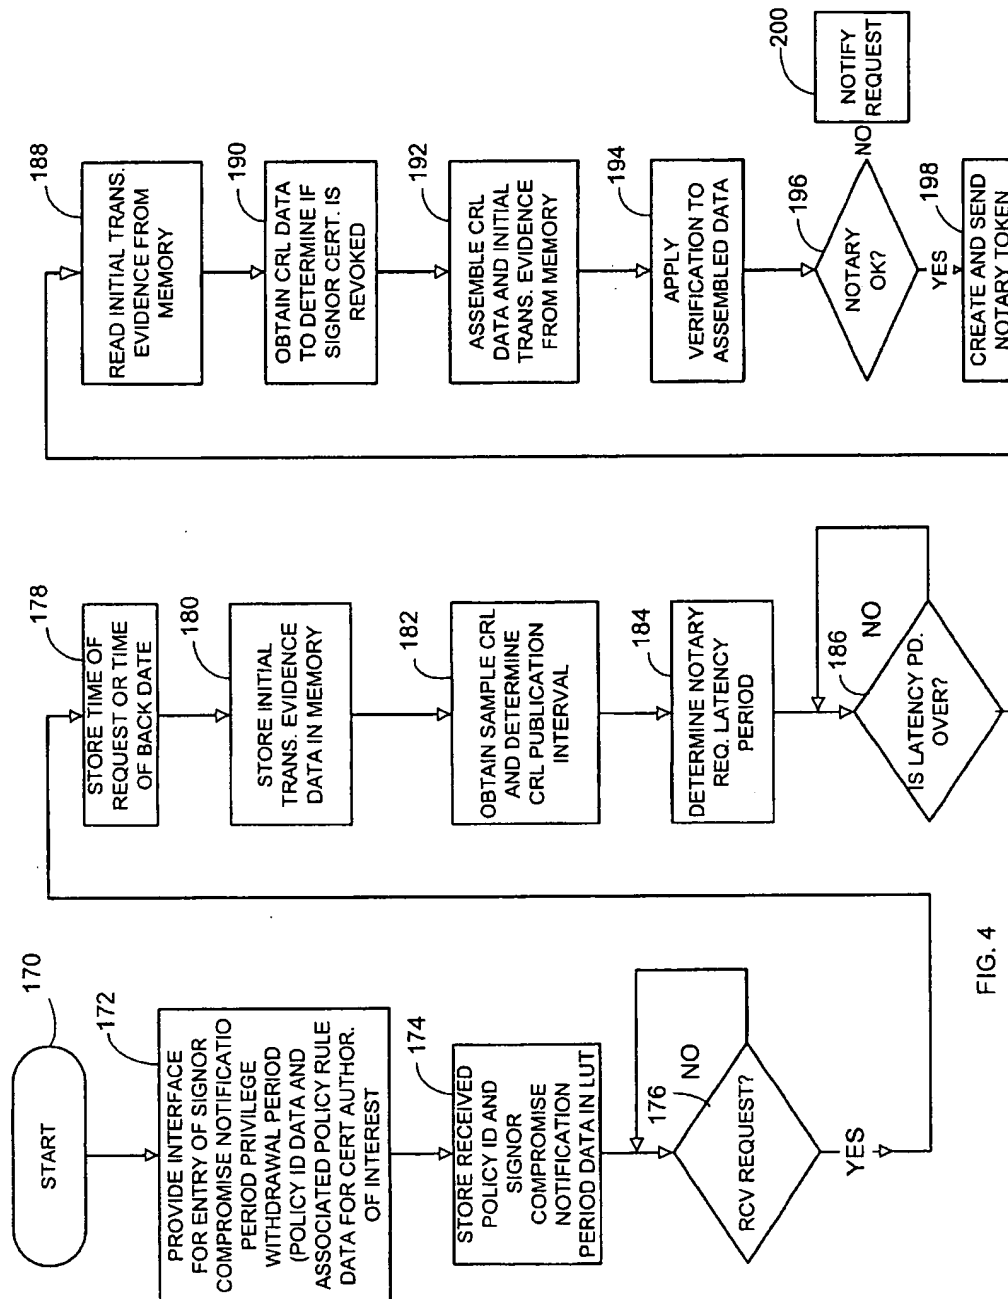 170
START
172
PROVIDE INTERFACE
FOR ENTRY OF SIGNOR
COMPROMISE NOTIFICATIO
PERIOD PRIVILEGE
WITHDRAWAL PERIOD
(POLICY ID DATA AND
ASSOCIATED POLICY RULE
DATA FOR CERT AUTHOR.
OF INTEREST
174
STORE RECEIVED
POLICY ID AND
SIGNOR
COMPROMISE
NOTIFICATION
PERIOD DATA IN LUT
176
NO
RCV REQUEST?
YES
178
STORE TIME OF
REQUEST OR TIME
OF BACK DATE
180
STORE INITIAL
TRANS. EVIDENCE
DATA IN MEMORY
182
OBTAIN SAMPLE CRL
AND DETERMINE
CRL PUBLICATION
INTERVAL
184
DETERMINE NOTARY
REQ. LATENCY
PERIOD
186
NO
IS LATENCY PD.
OVER?
188
READ INITIAL TRANS.
EVIDENCE FROM
MEMORY
190
OBTAIN CRL DATA
TO DETERMINE IF
SIGNOR CERT. IS
REVOKED
192
ASSEMBLE CRL
DATA AND INITIAL
TRANS. EVIDENCE
FROM MEMORY
194
APPLY
VERIFICATION TO
ASSEMBLED DATA
196
NOTARY
OK?
NO
200
NOTIFY
REQUEST
YES
198
CREATE AND SEND
NOTARY TOKEN
FIG. 4